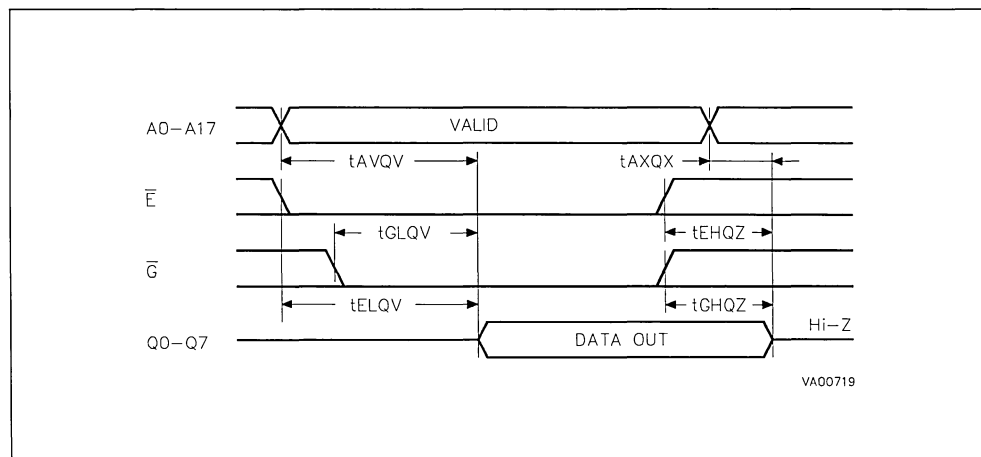 A0-A17
VALID
tAVQV
tAXQX
E̅
tGLQV
tEHQZ
G̅
tELQV
tGHQZ
Q0-Q7
DATA OUT
Hi-Z
VA00719